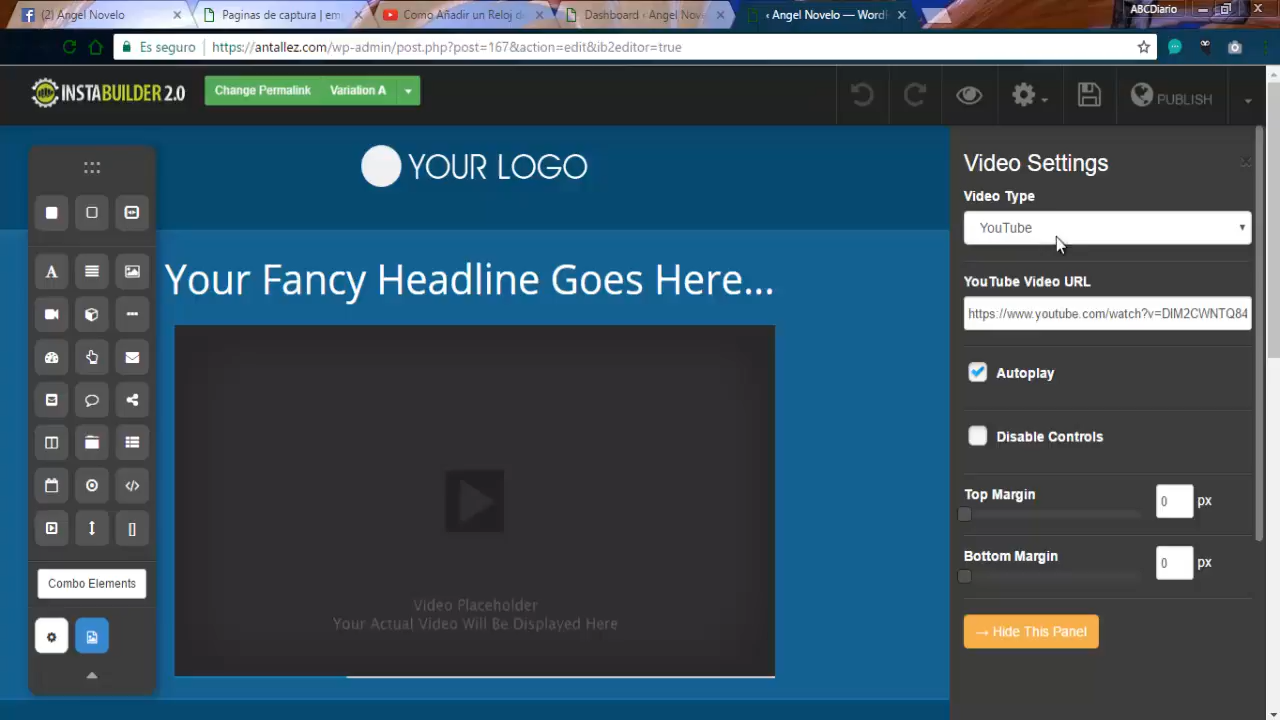 Angel Novelo
Paginas de captura | em
Como Añadir un Reloj d
Dashboard ‹ Angel Nov
‹ Angel Novelo — Word
ABCDiario
Es seguro
https://antallez.com/wp-admin/post.php?post=167&action=edit&ib2editor=true
INSTABUILDER 2.0
Change Permalink
Variation A
PUBLISH
YOUR LOGO
Your Fancy Headline Goes Here...
Video Placeholder
Your Actual Video Will Be Displayed Here
Combo Elements
Video Settings
Video Type
YouTube
YouTube Video URL
https://www.youtube.com/watch?v=DIM2CWNTQ84
Autoplay
Disable Controls
Top Margin
0 px
Bottom Margin
0 px
→ Hide This Panel